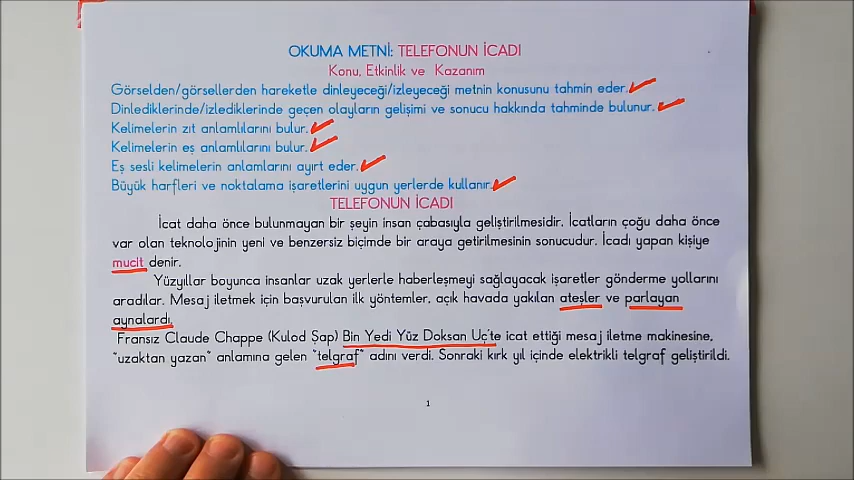 OKUMA METNİ: TELEFONUN İCADI
Konu, Etkinlik ve Kazanım
Görselden/görsellerden hareketle dinleyeceği/izleyeceği metnin konusunu tahmin eder.
Dinlediklerinde/izlediklerinde geçen olayların gelişimi ve sonucu hakkında tahminde bulunur.
Kelimelerin zıt anlamlılarını bulur.
Kelimelerin eş anlamlılarını bulur.
Eş sesli kelimelerin anlamlarını ayırt eder.
Büyük harfleri ve noktalama işaretlerini uygun yerlerde kullanır.
TELEFONUN İCADI
İcat daha önce bulunmayan bir şeyin insan çabasıyla geliştirilmesidir. İcatların çoğu daha önce
var olan teknolojinin yeni ve benzersiz biçimde bir araya getirilmesinin sonucudur. İcadı yapan kişiye
mucit denir.
Yüzyıllar boyunca insanlar uzak yerlerle haberleşmeyi sağlayacak işaretler gönderme yollarını
aradılar. Mesaj iletmek için başvurulan ilk yöntemler, açık havada yakılan ateşler ve parlayan
aynalardı.
Fransız Claude Chappe (Kulod Şap) Bin Yedi Yüz Doksan Üç'te icat ettiği mesaj iletme makinesine,
"uzaktan yazan" anlamına gelen "telgraf" adını verdi. Sonraki kırk yıl içinde elektrikli telgraf geliştirildi.
1